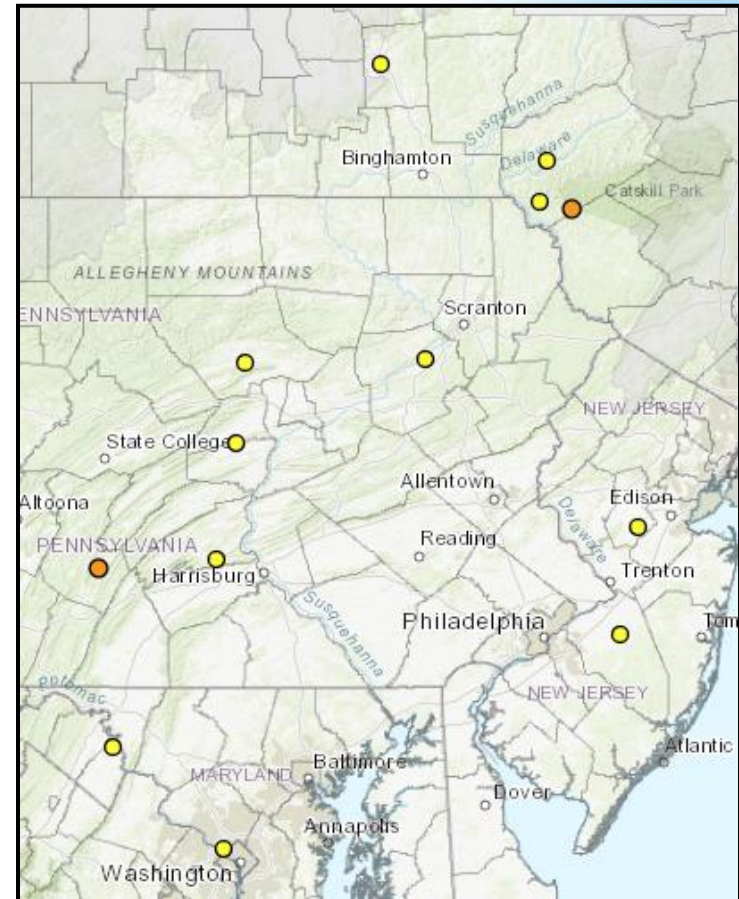 Susquehanna
Delaware
Binghamton
Catskill Park
ALLEGHENY MOUNTAINS
Scranton
ENNSYLVANIA
NEW JERSEY
State College
Allentown
Edison
Altoona
Delaware
PENNSYLVANIA
Reading
Harrisburg
Trenton
Susquehanna
Philadelphia
Tom
Potomac
NEW JERSEY
Atlantic
Baltimore
MARYLAND
Dover
Annapolis
Washington